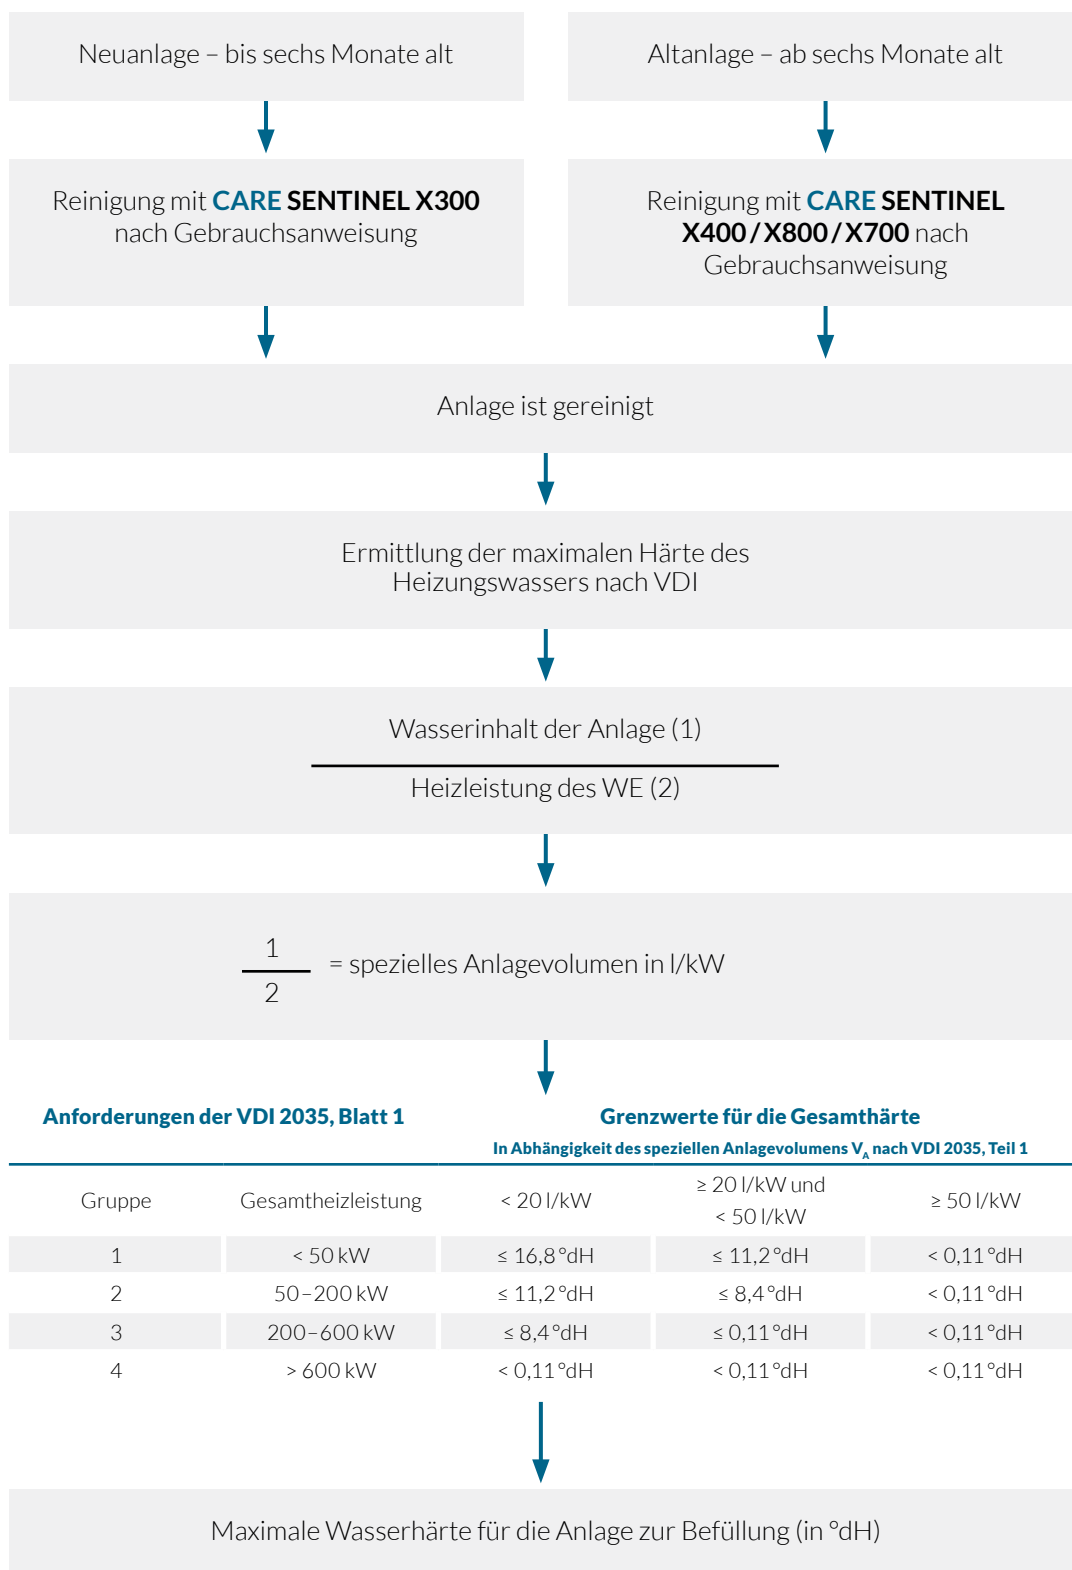 Neuanlage – bis sechs Monate alt
Altanlage – ab sechs Monate alt
Reinigung mit CARE SENTINEL X300
nach Gebrauchsanweisung
Reinigung mit CARE SENTINEL
X400 / X800 / X700 nach
Gebrauchsanweisung
Anlage ist gereinigt
Ermittlung der maximalen Härte des
Heizungswassers nach VDI
Wasserinhalt der Anlage (1)
Heizleistung des WE (2)
1
2
= spezielles Anlagevolumen in l/kW
Anforderungen der VDI 2035, Blatt 1
Grenzwerte für die Gesamthärte
In Abhängigkeit des speziellen Anlagevolumens VA nach VDI 2035, Teil 1
Gruppe Gesamtheizleistung < 20 l/kW ≥ 20 l/kW und
< 50 l/kW ≥ 50 l/kW
1 < 50 kW ≤ 16,8 °dH ≤ 11,2 °dH < 0,11 °dH
2 50–200 kW ≤ 11,2 °dH ≤ 8,4 °dH < 0,11 °dH
3 200–600 kW ≤ 8,4 °dH ≤ 0,11 °dH < 0,11 °dH
4 > 600 kW < 0,11 °dH < 0,11 °dH < 0,11 °dH
Maximale Wasserhärte für die Anlage zur Befüllung (in °dH)